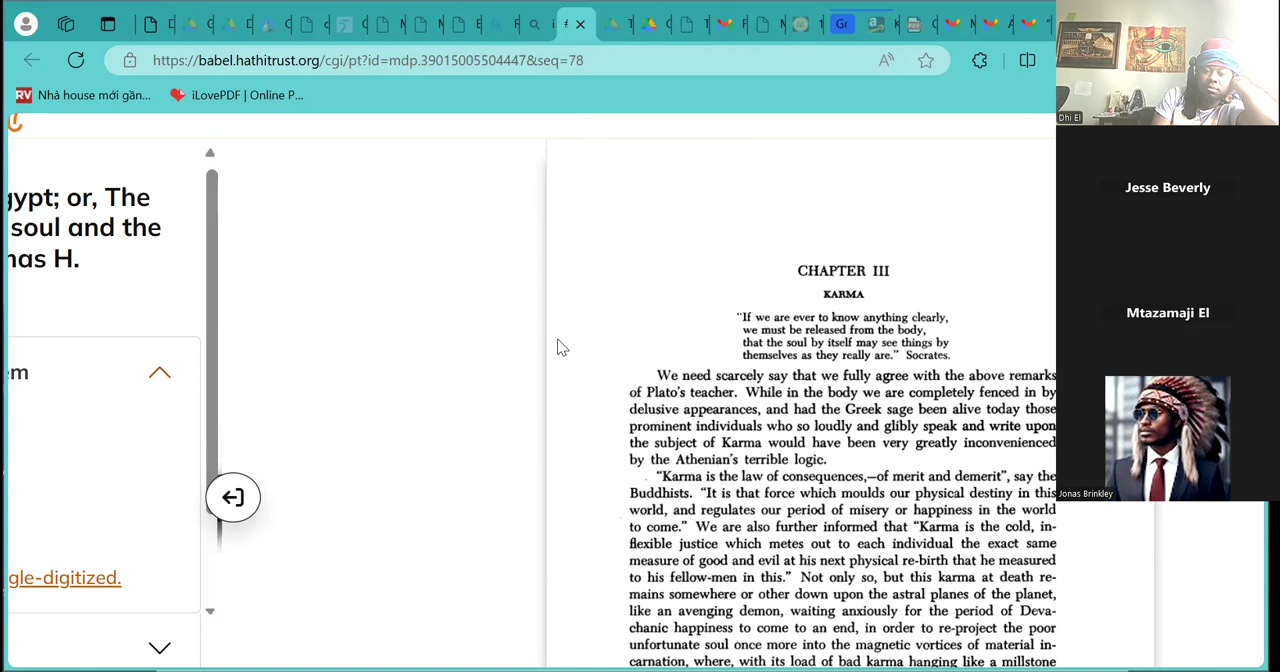 https://babel.hathitrust.org/cgi/pt?id=mdp.39015005504447&seq=78
Nhà house mới gần...
iLovePDF | Online P...
gypt; or, The
soul and the
mas H.
em
gle-digitized.
CHAPTER III
KARMA
"If we are ever to know anything clearly,
we must be released from the body,
that the soul by itself may see things by
themselves as they really are." Socrates.
We need scarcely say that we fully agree with the above remarks
of Plato's teacher. While in the body we are completely fenced in by
delusive appearances, and had the Greek sage been alive today those
prominent individuals who so loudly and glibly speak and write upon
the subject of Karma would have been very greatly inconvenienced
by the Athenian's terrible logic.
"Karma is the law of consequences,—of merit and demerit", say the
Buddhists. "It is that force which moulds our physical destiny in this
world, and regulates our period of misery or happiness in the world
to come." We are also further informed that "Karma is the cold, in-
flexible justice which metes out to each individual the exact same
measure of good and evil at his next physical re-birth that he measured
to his fellow-men in this." Not only so, but this karma at death re-
mains somewhere or other down upon the astral planes of the planet,
like an avenging demon, waiting anxiously for the period of Deva-
chanic happiness to come to an end, in order to re-project the poor
unfortunate soul once more into the magnetic vortices of material in-
carnation, where, with its load of bad karma hanging like a millstone
Dhi El
Jesse Beverly
Mtazamaji El
Jonas Brinkley